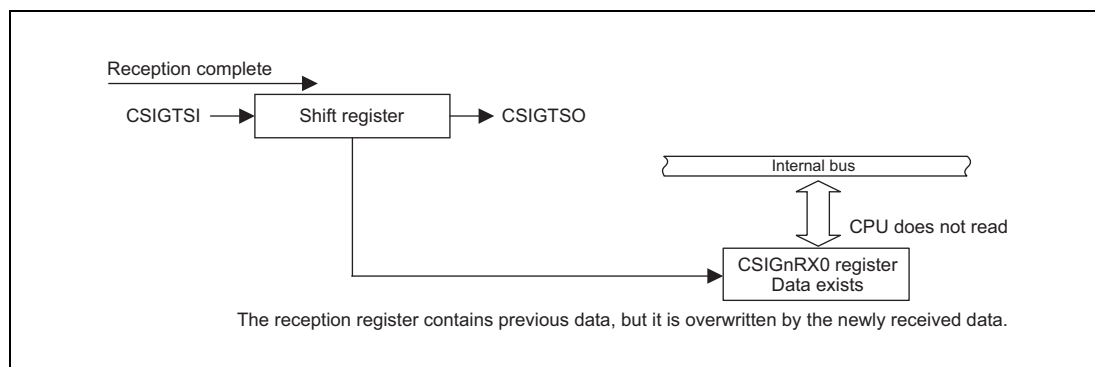 Reception complete
CSIGTSI
Shift register
CSIGTSO
Internal bus
CPU does not read
CSIGnRX0 register
Data exists
The reception register contains previous data, but it is overwritten by the newly received data.